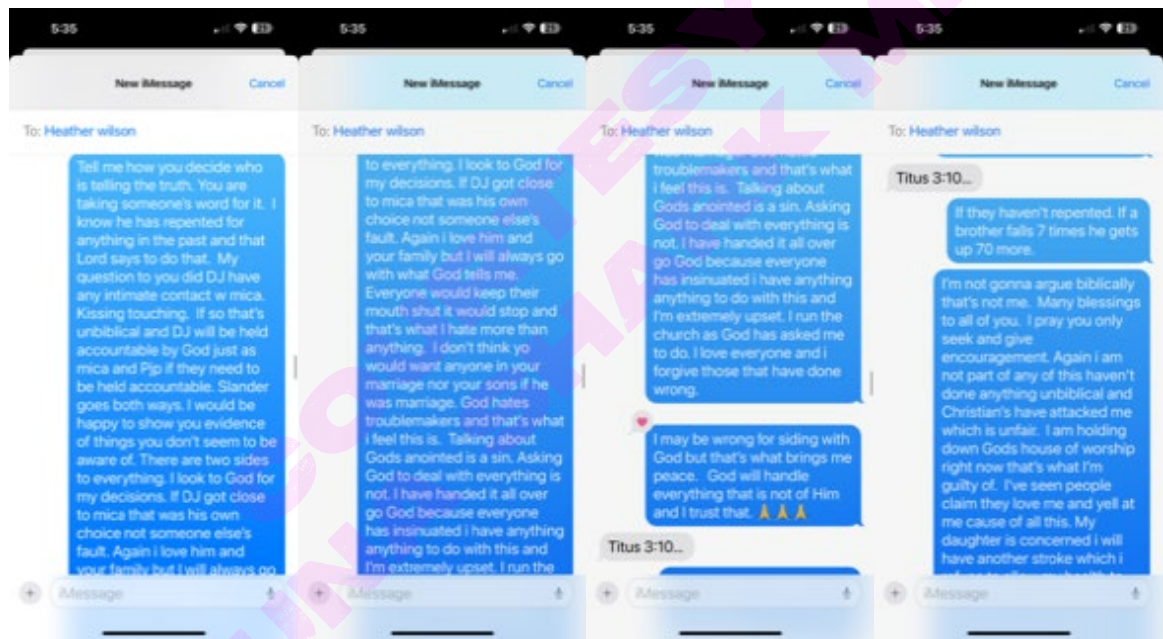 5:35
23
New iMessage
Cancel
To: Heather wilson
Tell me how you decide who
is telling the truth. You are
taking someone's word for it. I
know he has repented for
anything in the past and that
Lord says to do that. My
question to you did DJ have
any intimate contact w mica.
Kissing touching. If so that's
unbiblical and DJ will be held
accountable by God just as
mica and Pjp if they need to
be held accountable. Slander
goes both ways. I would be
happy to show you evidence
of things you don't seem to be
aware of. There are two sides
to everything. I look to God for
my decisions. If DJ got close
to mica that was his own
choice not someone else's
fault. Again i love him and
your family but I will always go
iMessage
5:35
23
New iMessage
Cancel
To: Heather wilson
to everything. I look to God for
my decisions. If DJ got close
to mica that was his own
choice not someone else's
fault. Again i love him and
your family but I will always go
with what God tells me.
Everyone would keep their
mouth shut it would stop and
that's what I hate more than
anything. I don't think yo
would want anyone in your
marriage nor your sons if he
was marriage. God hates
troublemakers and that's what
i feel this is. Talking about
Gods anointed is a sin. Asking
God to deal with everything is
not. I have handed it all over
go God because everyone
has insinuated i have anything
anything to do with this and
I'm extremely upset. I run the
iMessage
5:35
23
New iMessage
Cancel
To: Heather wilson
troublemakers and that's what
i feel this is. Talking about
Gods anointed is a sin. Asking
God to deal with everything is
not. I have handed it all over
go God because everyone
has insinuated i have anything
anything to do with this and
I'm extremely upset. I run the
church as God has asked me
to do. I love everyone and i
forgive those that have done
wrong.
I may be wrong for siding with
God but that's what brings me
peace. God will handle
everything that is not of Him
and I trust that. 🙏🙏🙏
Titus 3:10...
iMessage
5:35
23
New iMessage
Cancel
To: Heather wilson
Titus 3:10...
If they haven't repented. If a
brother falls 7 times he gets
up 70 more.
I'm not gonna argue biblically
that's not me. Many blessings
to all of you. I pray you only
seek and give
encouragement. Again i am
not part of any of this haven't
done anything unbiblical and
Christian's have attacked me
which is unfair. I am holding
down Gods house of worship
right now that's what I'm
guilty of. I've seen people
claim they love me and yell at
me cause of all this. My
daughter is concerned i will
have another stroke which i
iMessage